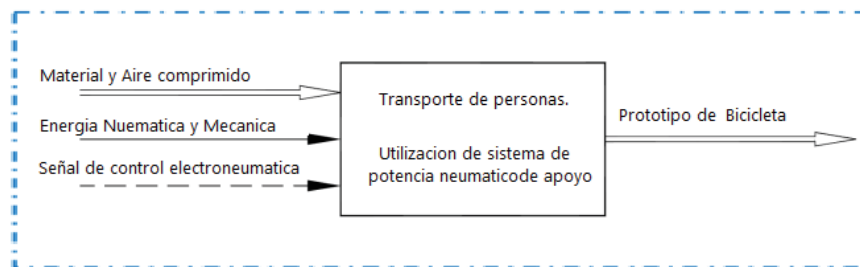 Material y Aire comprimido
Transporte de personas.
Prototipo de Bicicleta
Energia Nuematica y Mecanica
Utilizacion de sistema de
Señal de control electroneumatica
potencia neumaticode apoyo